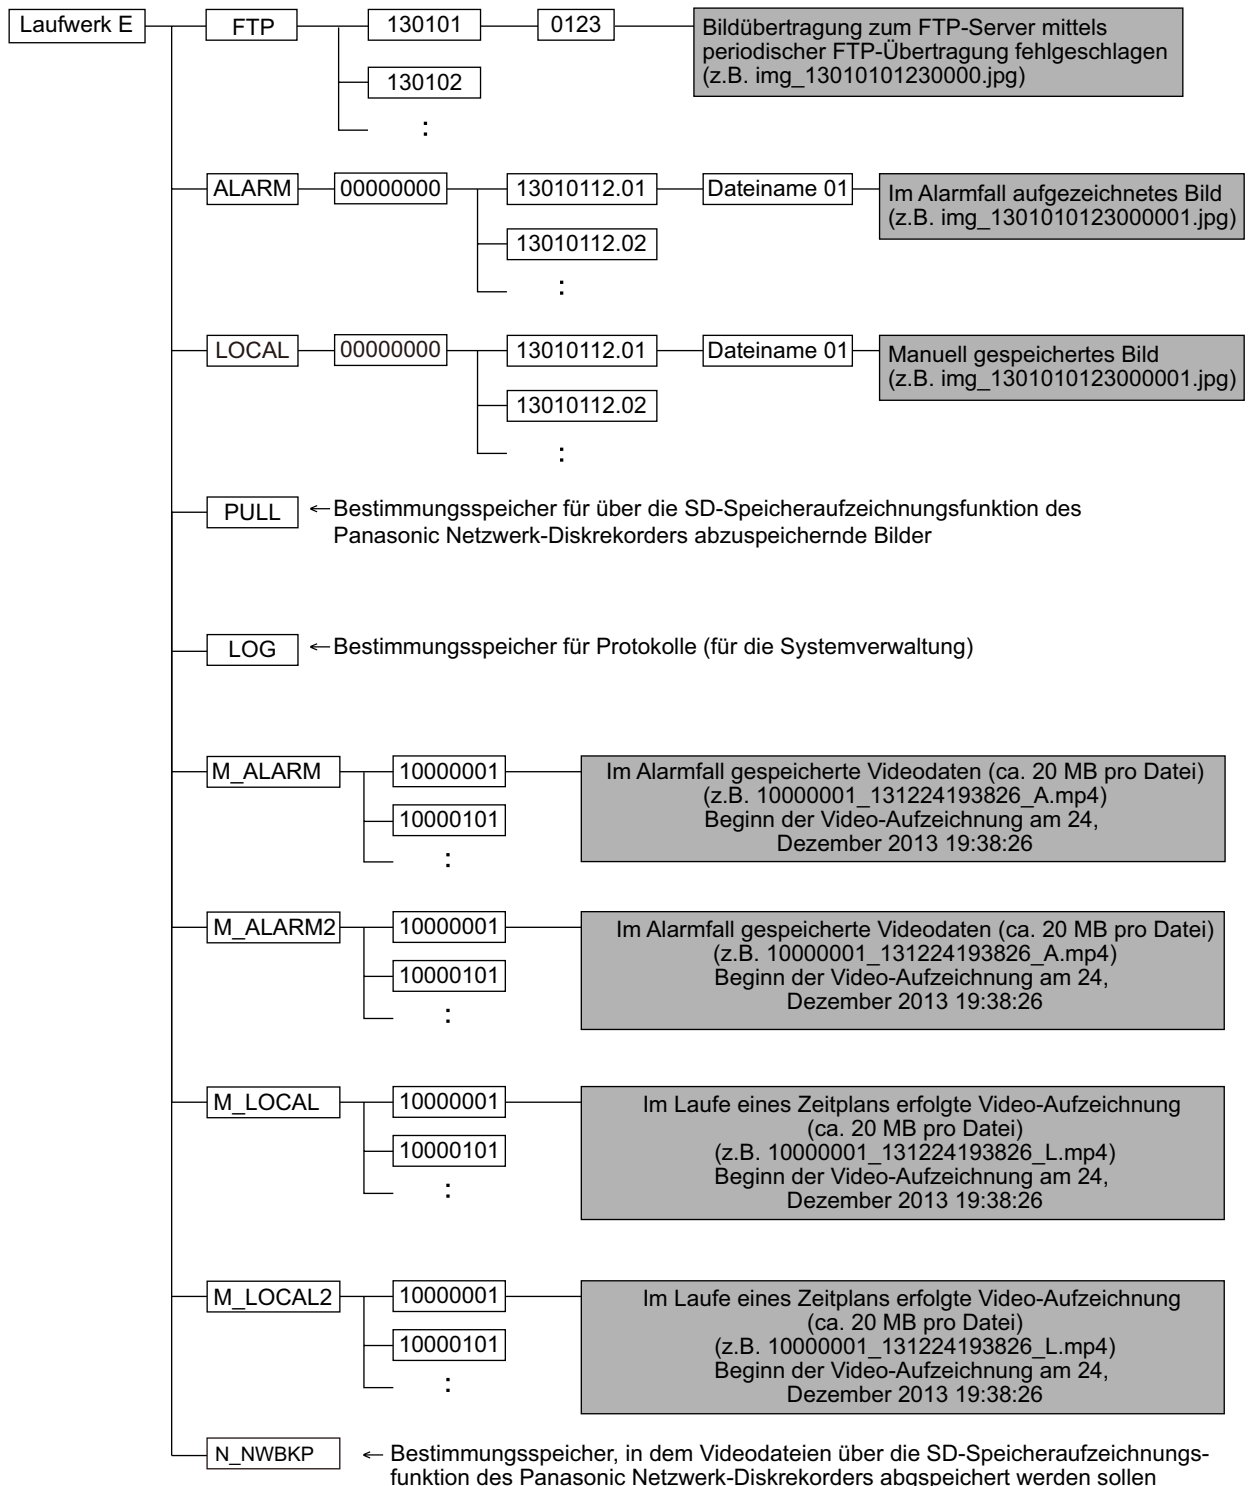 Laufwerk E
FTP
130101
0123
Bildübertragung zum FTP-Server mittels
periodischer FTP-Übertragung fehlgeschlagen
(z.B. img_13010101230000.jpg)
130102
:
ALARM
00000000
13010112.01
Dateiname 01
Im Alarmfall aufgezeichnetes Bild
(z.B. img_1301010123000001.jpg)
13010112.02
:
LOCAL
00000000
13010112.01
Dateiname 01
Manuell gespeichertes Bild
(z.B. img_1301010123000001.jpg)
13010112.02
:
PULL
←Bestimmungsspeicher für über die SD-Speicheraufzeichnungsfunktion des
Panasonic Netzwerk-Diskrekorders abzuspeichernde Bilder
LOG
←Bestimmungsspeicher für Protokolle (für die Systemverwaltung)
M_ALARM
10000001
Im Alarmfall gespeicherte Videodaten (ca. 20 MB pro Datei)
(z.B. 10000001_131224193826_A.mp4)
Beginn der Video-Aufzeichnung am 24,
Dezember 2013 19:38:26
10000101
:
M_ALARM2
10000001
Im Alarmfall gespeicherte Videodaten (ca. 20 MB pro Datei)
(z.B. 10000001_131224193826_A.mp4)
Beginn der Video-Aufzeichnung am 24,
Dezember 2013 19:38:26
10000101
:
M_LOCAL
10000001
Im Laufe eines Zeitplans erfolgte Video-Aufzeichnung
(ca. 20 MB pro Datei)
(z.B. 10000001_131224193826_L.mp4)
Beginn der Video-Aufzeichnung am 24,
Dezember 2013 19:38:26
10000101
:
M_LOCAL2
10000001
Im Laufe eines Zeitplans erfolgte Video-Aufzeichnung
(ca. 20 MB pro Datei)
(z.B. 10000001_131224193826_L.mp4)
Beginn der Video-Aufzeichnung am 24,
Dezember 2013 19:38:26
10000101
:
N_NWBKP
← Bestimmungsspeicher, in dem Videodateien über die SD-Speicheraufzeichnungs-
funktion des Panasonic Netzwerk-Diskrekorders abgspeichert werden sollen